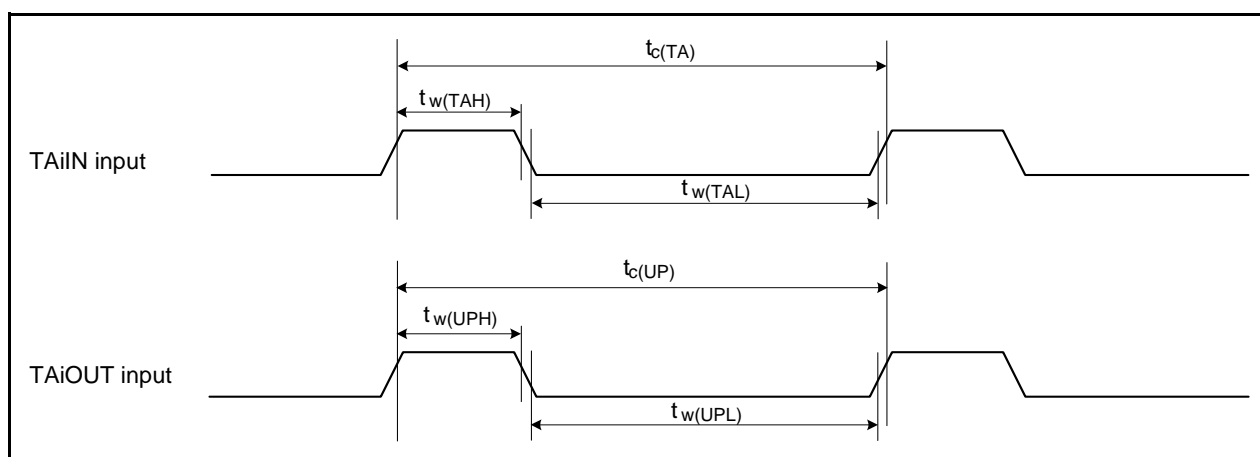 tc(TA)
tw(TAH)
TAiIN input
tw(TAL)
tc(UP)
tw(UPH)
TAiOUT input
tw(UPL)